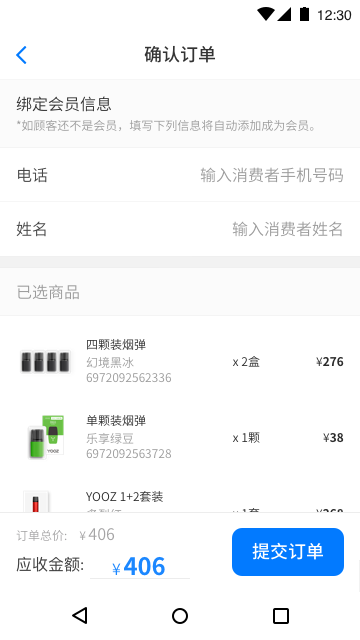 12:30
确认订单
绑定会员信息
*如顾客还不是会员，填写下列信息将自动添加成为会员。
电话 输入消费者手机号码
姓名 输入消费者姓名
已选商品
四颗装烟弹
幻境黑冰 x 2盒 ¥276
6972092562336
单颗装烟弹
乐享绿豆 x 1颗 ¥38
6972092563728
YOOZ
YOOZ 1+2套装
订单总价: ¥406
应收金额: ¥406
提交订单